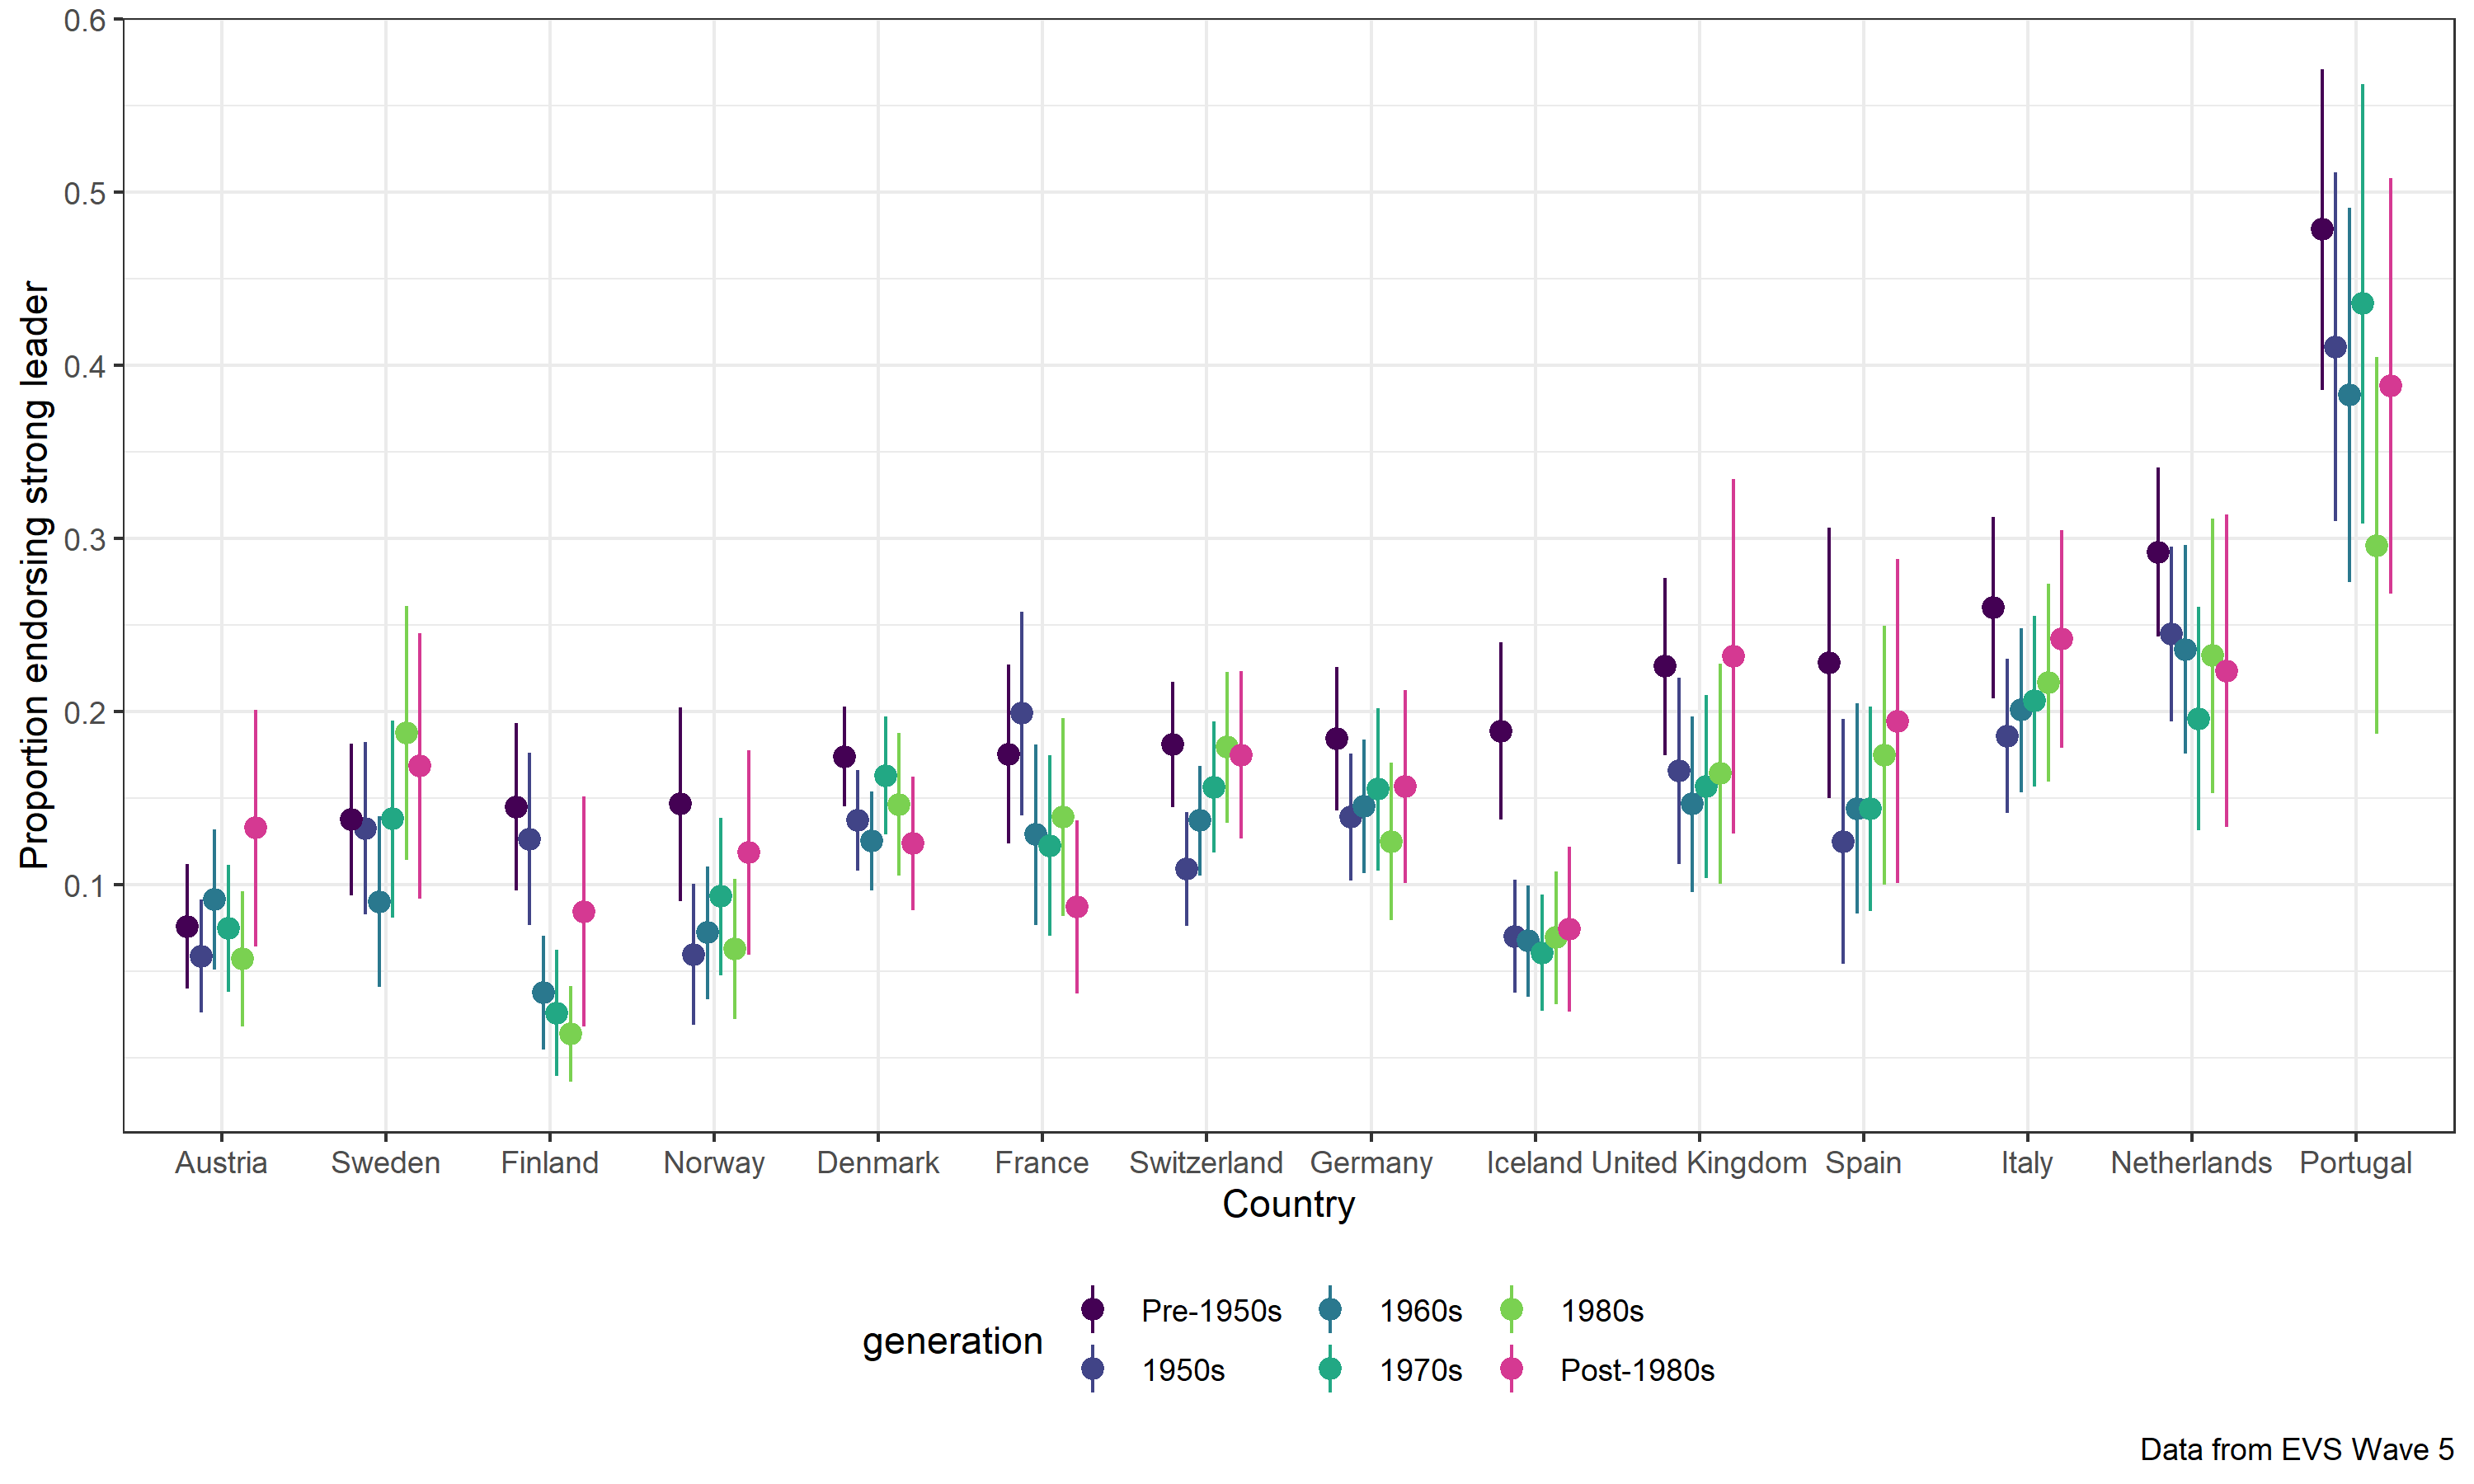 0.6
0.5
0.4
0.3
0.2
0.1
Proportion endorsing strong leader
Austria Sweden Finland Norway Denmark France Switzerland Germany Iceland United Kingdom Spain Italy Netherlands Portugal
Country
generation
Pre-1950s 1960s 1980s
1950s 1970s Post-1980s
Data from EVS Wave 5